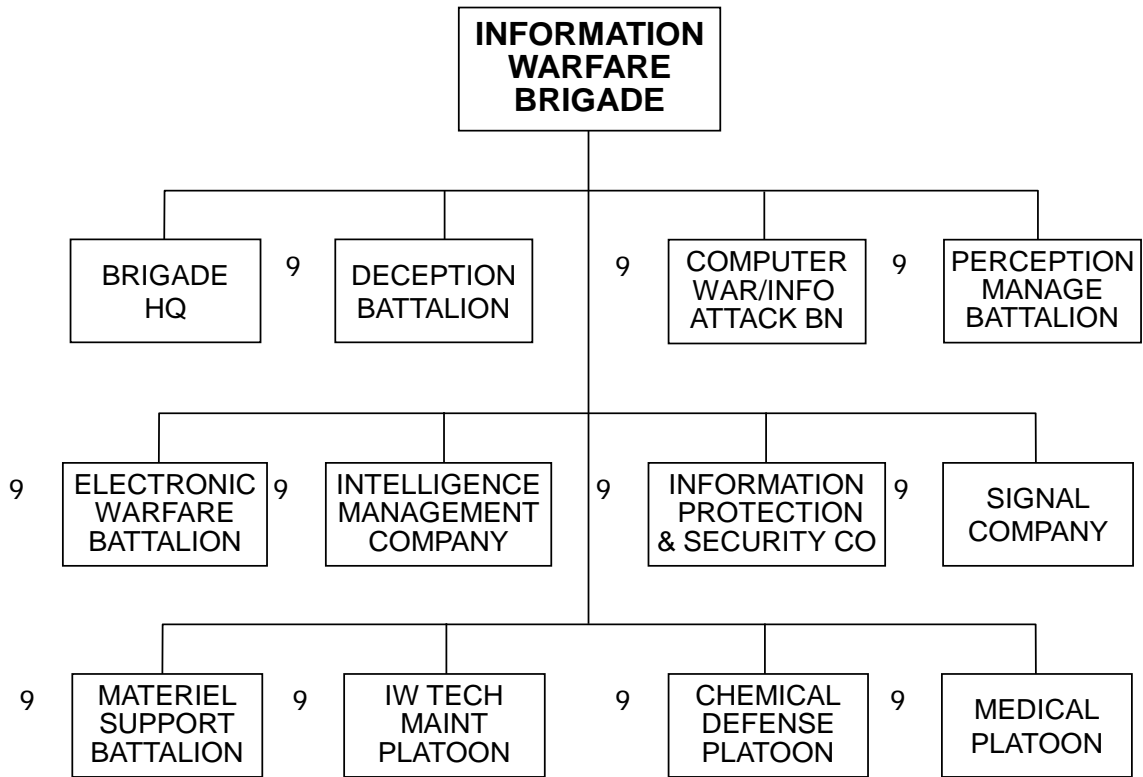 INFORMATION
WARFARE
BRIGADE
BRIGADE
HQ
9
DECEPTION
BATTALION
9
COMPUTER
WAR/INFO
ATTACK BN
9
PERCEPTION
MANAGE
BATTALION
9
ELECTRONIC
WARFARE
BATTALION
9
INTELLIGENCE
MANAGEMENT
COMPANY
9
INFORMATION
PROTECTION
& SECURITY CO
9
SIGNAL
COMPANY
9
MATERIEL
SUPPORT
BATTALION
9
IW TECH
MAINT
PLATOON
9
CHEMICAL
DEFENSE
PLATOON
9
MEDICAL
PLATOON